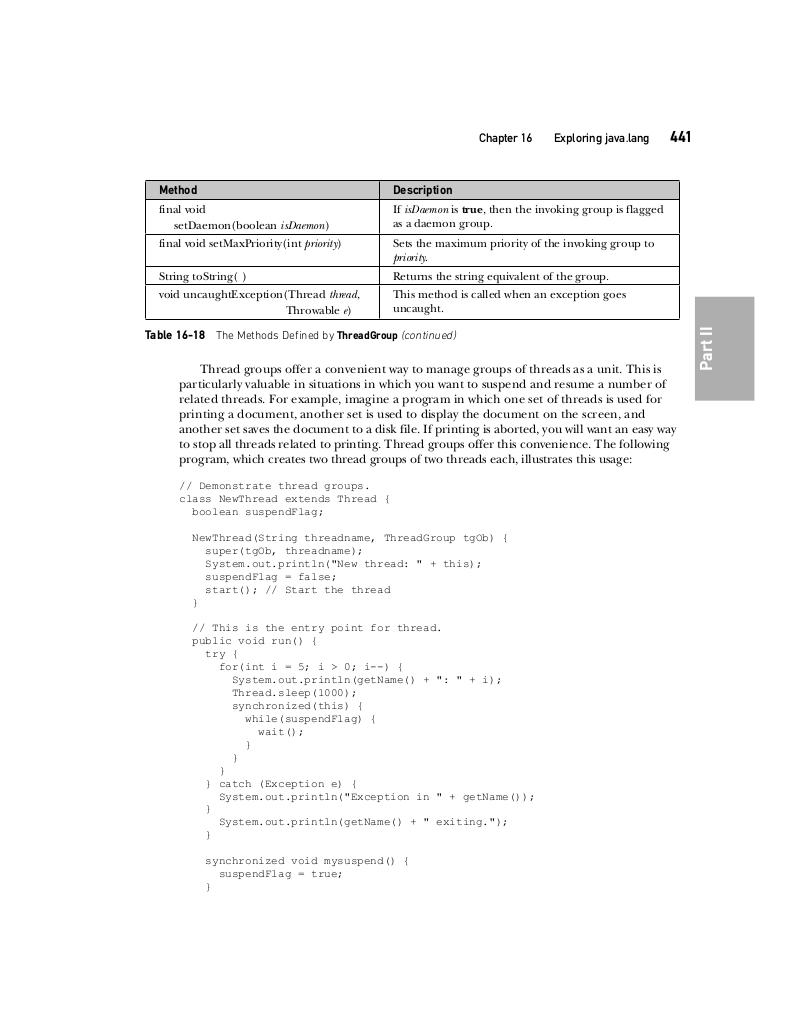 Chapter 16 Exploring java.lang 441
Method Description
final void If isDaemon is true, then the invoking group is flagged
setDaemon(boolean isDaemon) as a daemon group.
final void setMaxPriority(int priority) Sets the maximum priority of the invoking group to
priority.
String toString( ) Returns the string equivalent of the group.
void uncaughtException(Thread thread, This method is called when an exception goes
Throwable e) uncaught.
Table 16-18 The Methods Defined by ThreadGroup (continued)
Part II
Thread groups offer a convenient way to manage groups of threads as a unit. This is
particularly valuable in situations in which you want to suspend and resume a number of
related threads. For example, imagine a program in which one set of threads is used for
printing a document, another set is used to display the document on the screen, and
another set saves the document to a disk file. If printing is aborted, you will want an easy way
to stop all threads related to printing. Thread groups offer this convenience. The following
program, which creates two thread groups of two threads each, illustrates this usage:
// Demonstrate thread groups.
class NewThread extends Thread {
boolean suspendFlag;
NewThread(String threadname, ThreadGroup tgOb) {
super(tgOb, threadname);
System.out.println("New thread: " + this);
suspendFlag = false;
start(); // Start the thread
}
// This is the entry point for thread.
public void run() {
try {
for(int i = 5; i > 0; i--) {
System.out.println(getName() + ": " + i);
Thread.sleep(1000);
synchronized(this) {
while(suspendFlag) {
wait();
}
}
}
} catch (Exception e) {
System.out.println("Exception in " + getName());
}
System.out.println(getName() + " exiting.");
}
synchronized void mysuspend() {
suspendFlag = true;
}